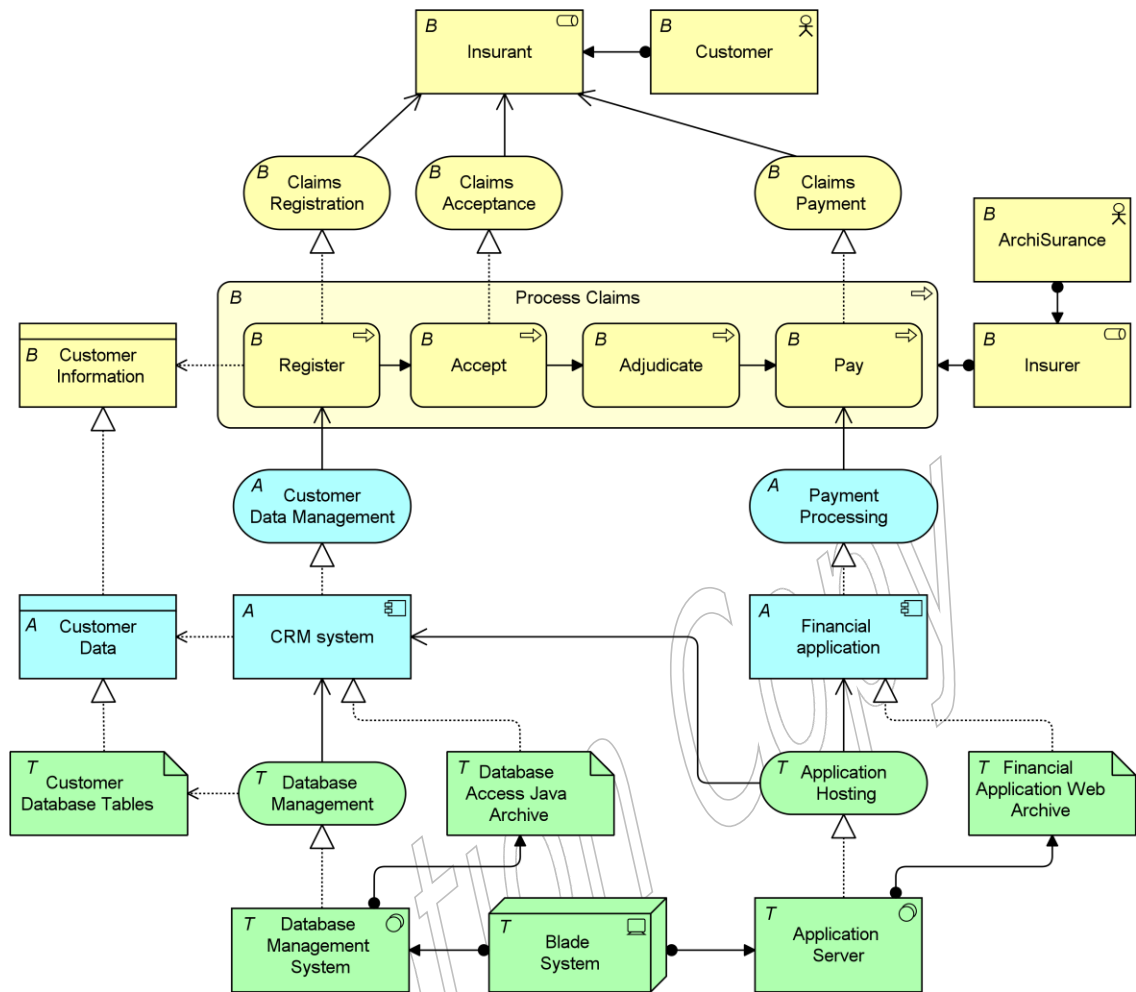 B
Insurant
B
Customer
B
Claims
Registration
B
Claims
Acceptance
B
Claims
Payment
B
ArchiSurance
B
Process Claims
B
Customer
Information
B
Register
B
Accept
B
Adjudicate
B
Pay
B
Insurer
A
Customer
Data Management
A
Payment
Processing
A
Customer
Data
A
CRM system
A
Financial
application
T
Customer
Database Tables
T
Database
Management
T
Database
Access Java
Archive
T
Application
Hosting
T
Financial
Application Web
Archive
T
Database
Management
System
T
Blade
System
T
Application
Server
Copy